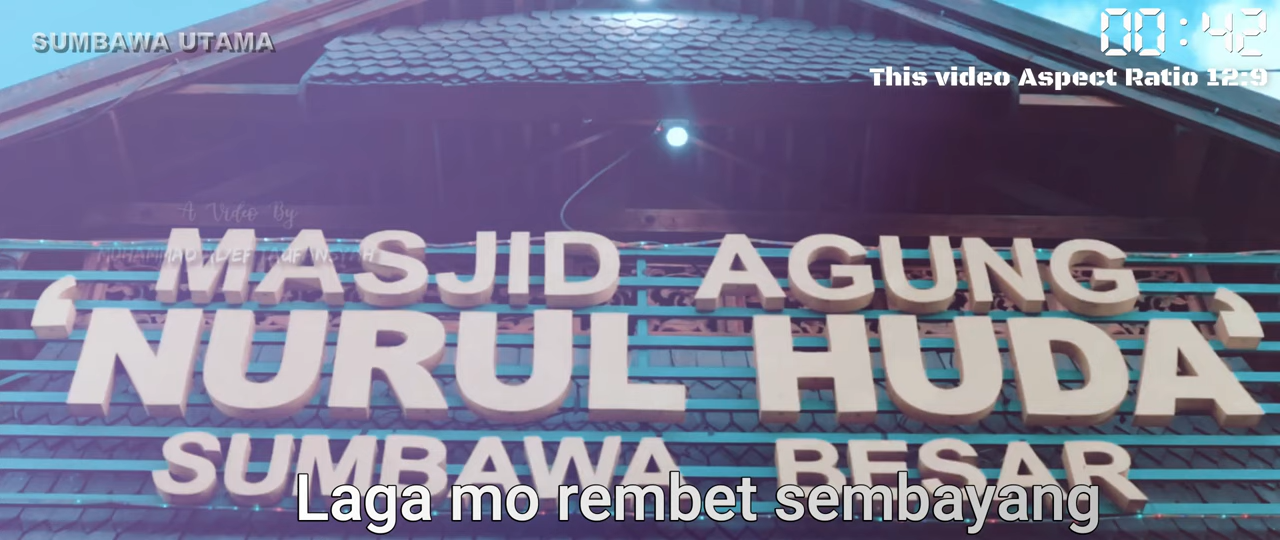 SUMBAWA UTAMA
00:42
This video Aspect Ratio 12:9
A Video By
MASJID AGUNG
‘NURUL HUDA’
SUMBAWA BESAR
Laga mo rembet sembayang